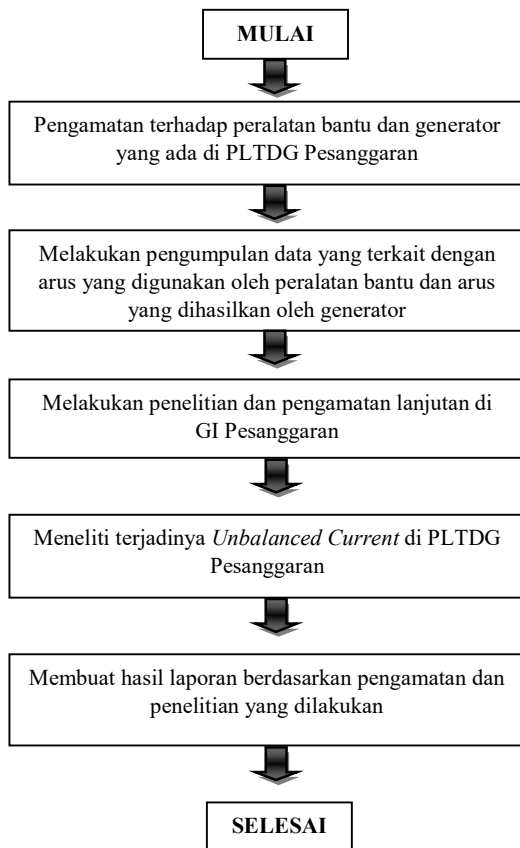 MULAI
Pengamatan terhadap peralatan bantu dan generator
yang ada di PLTDG Pesanggaran
Melakukan pengumpulan data yang terkait dengan
arus yang digunakan oleh peralatan bantu dan arus
yang dihasilkan oleh generator
Melakukan penelitian dan pengamatan lanjutan di
GI Pesanggaran
Meneliti terjadinya Unbalanced Current di PLTDG
Pesanggaran
Membuat hasil laporan berdasarkan pengamatan dan
penelitian yang dilakukan
SELESAI